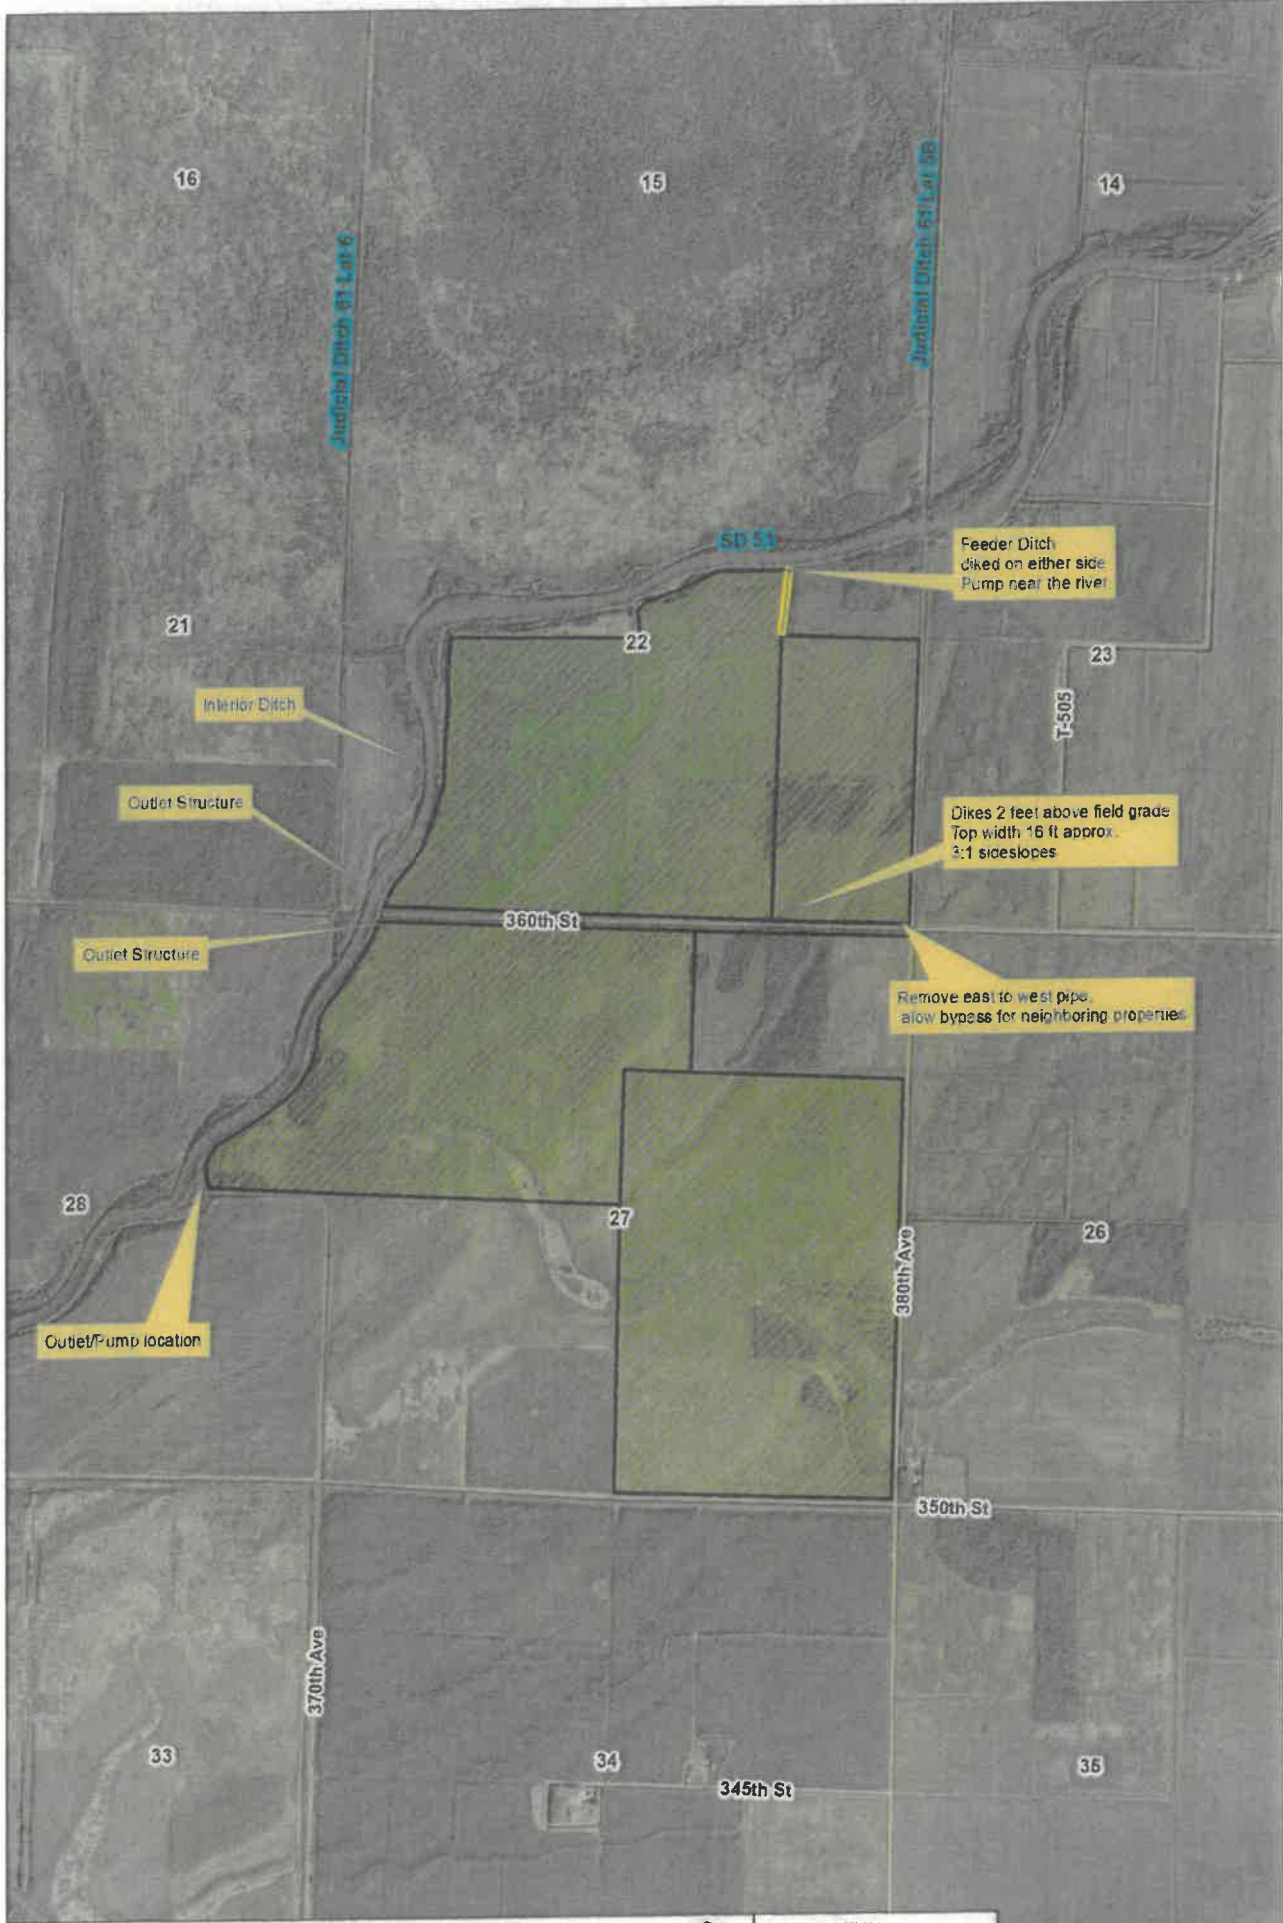 16
15
14
Judicial Ditch 61 Lat 6
Judicial Ditch 61 Lat 5B
SD 51
Feeder Ditch
diked on either side
Pump near the river
21
22
23
Interior Ditch
T-505
Outlet Structure
Dikes 2 feet above field grade
Top width 16 ft approx.
3:1 sideslopes
360th St
Outlet Structure
Remove east to west pipe,
alow bypass for neighboring properties
28
27
26
380th Ave
Outlet/Pump location
350th St
370th Ave
33
34
35
345th St